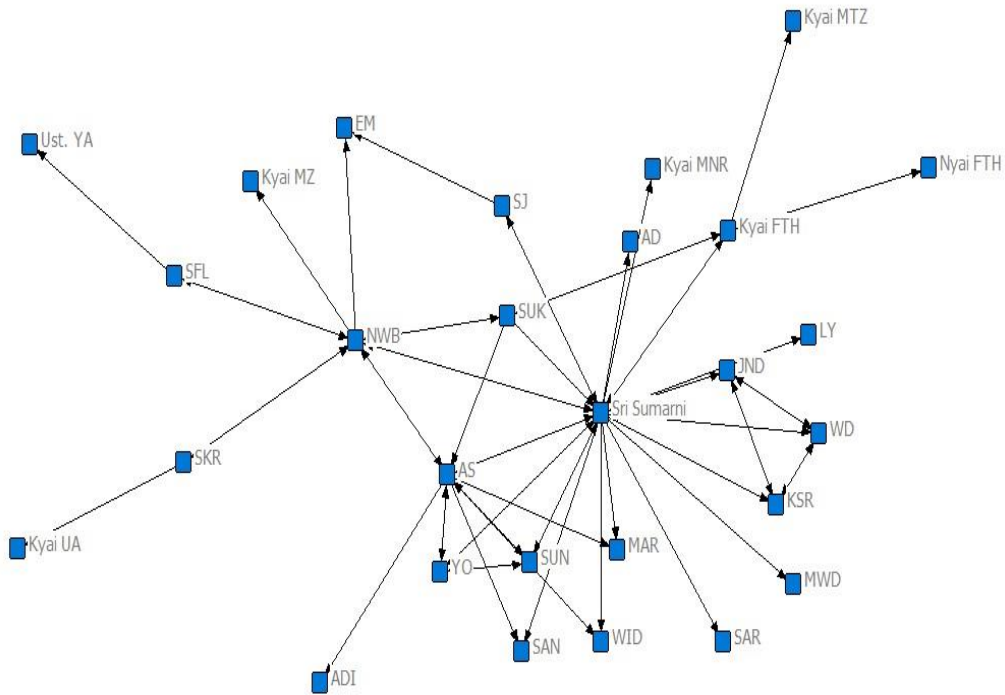 Kyai MTZ
EM
Ust. YA
Kyai MNR
Nyai FTH
Kyai MZ
SJ
Kyai FTH
AD
SFL
SUK
NWB
LY
JND
Sri Sumarni
WD
SKR
AS
KSR
Kyai UA
MAR
SUN
YO
MWD
SAN
WID
SAR
ADI